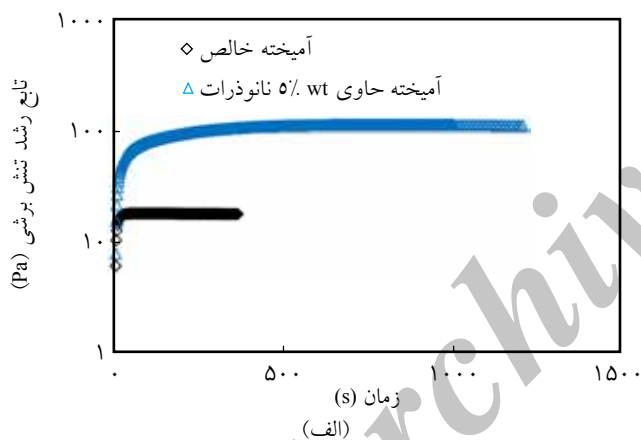 ۱۰۰۰
◇ آمیخته خالص
△ آمیخته حاوی wt ٪۵ نانوذرات
تابع رشد تنش برشی (Pa)
۱۰۰
۱۰
۱
۰ ۵۰۰ ۱۰۰۰ ۱۵۰۰
زمان (s)
(الف)